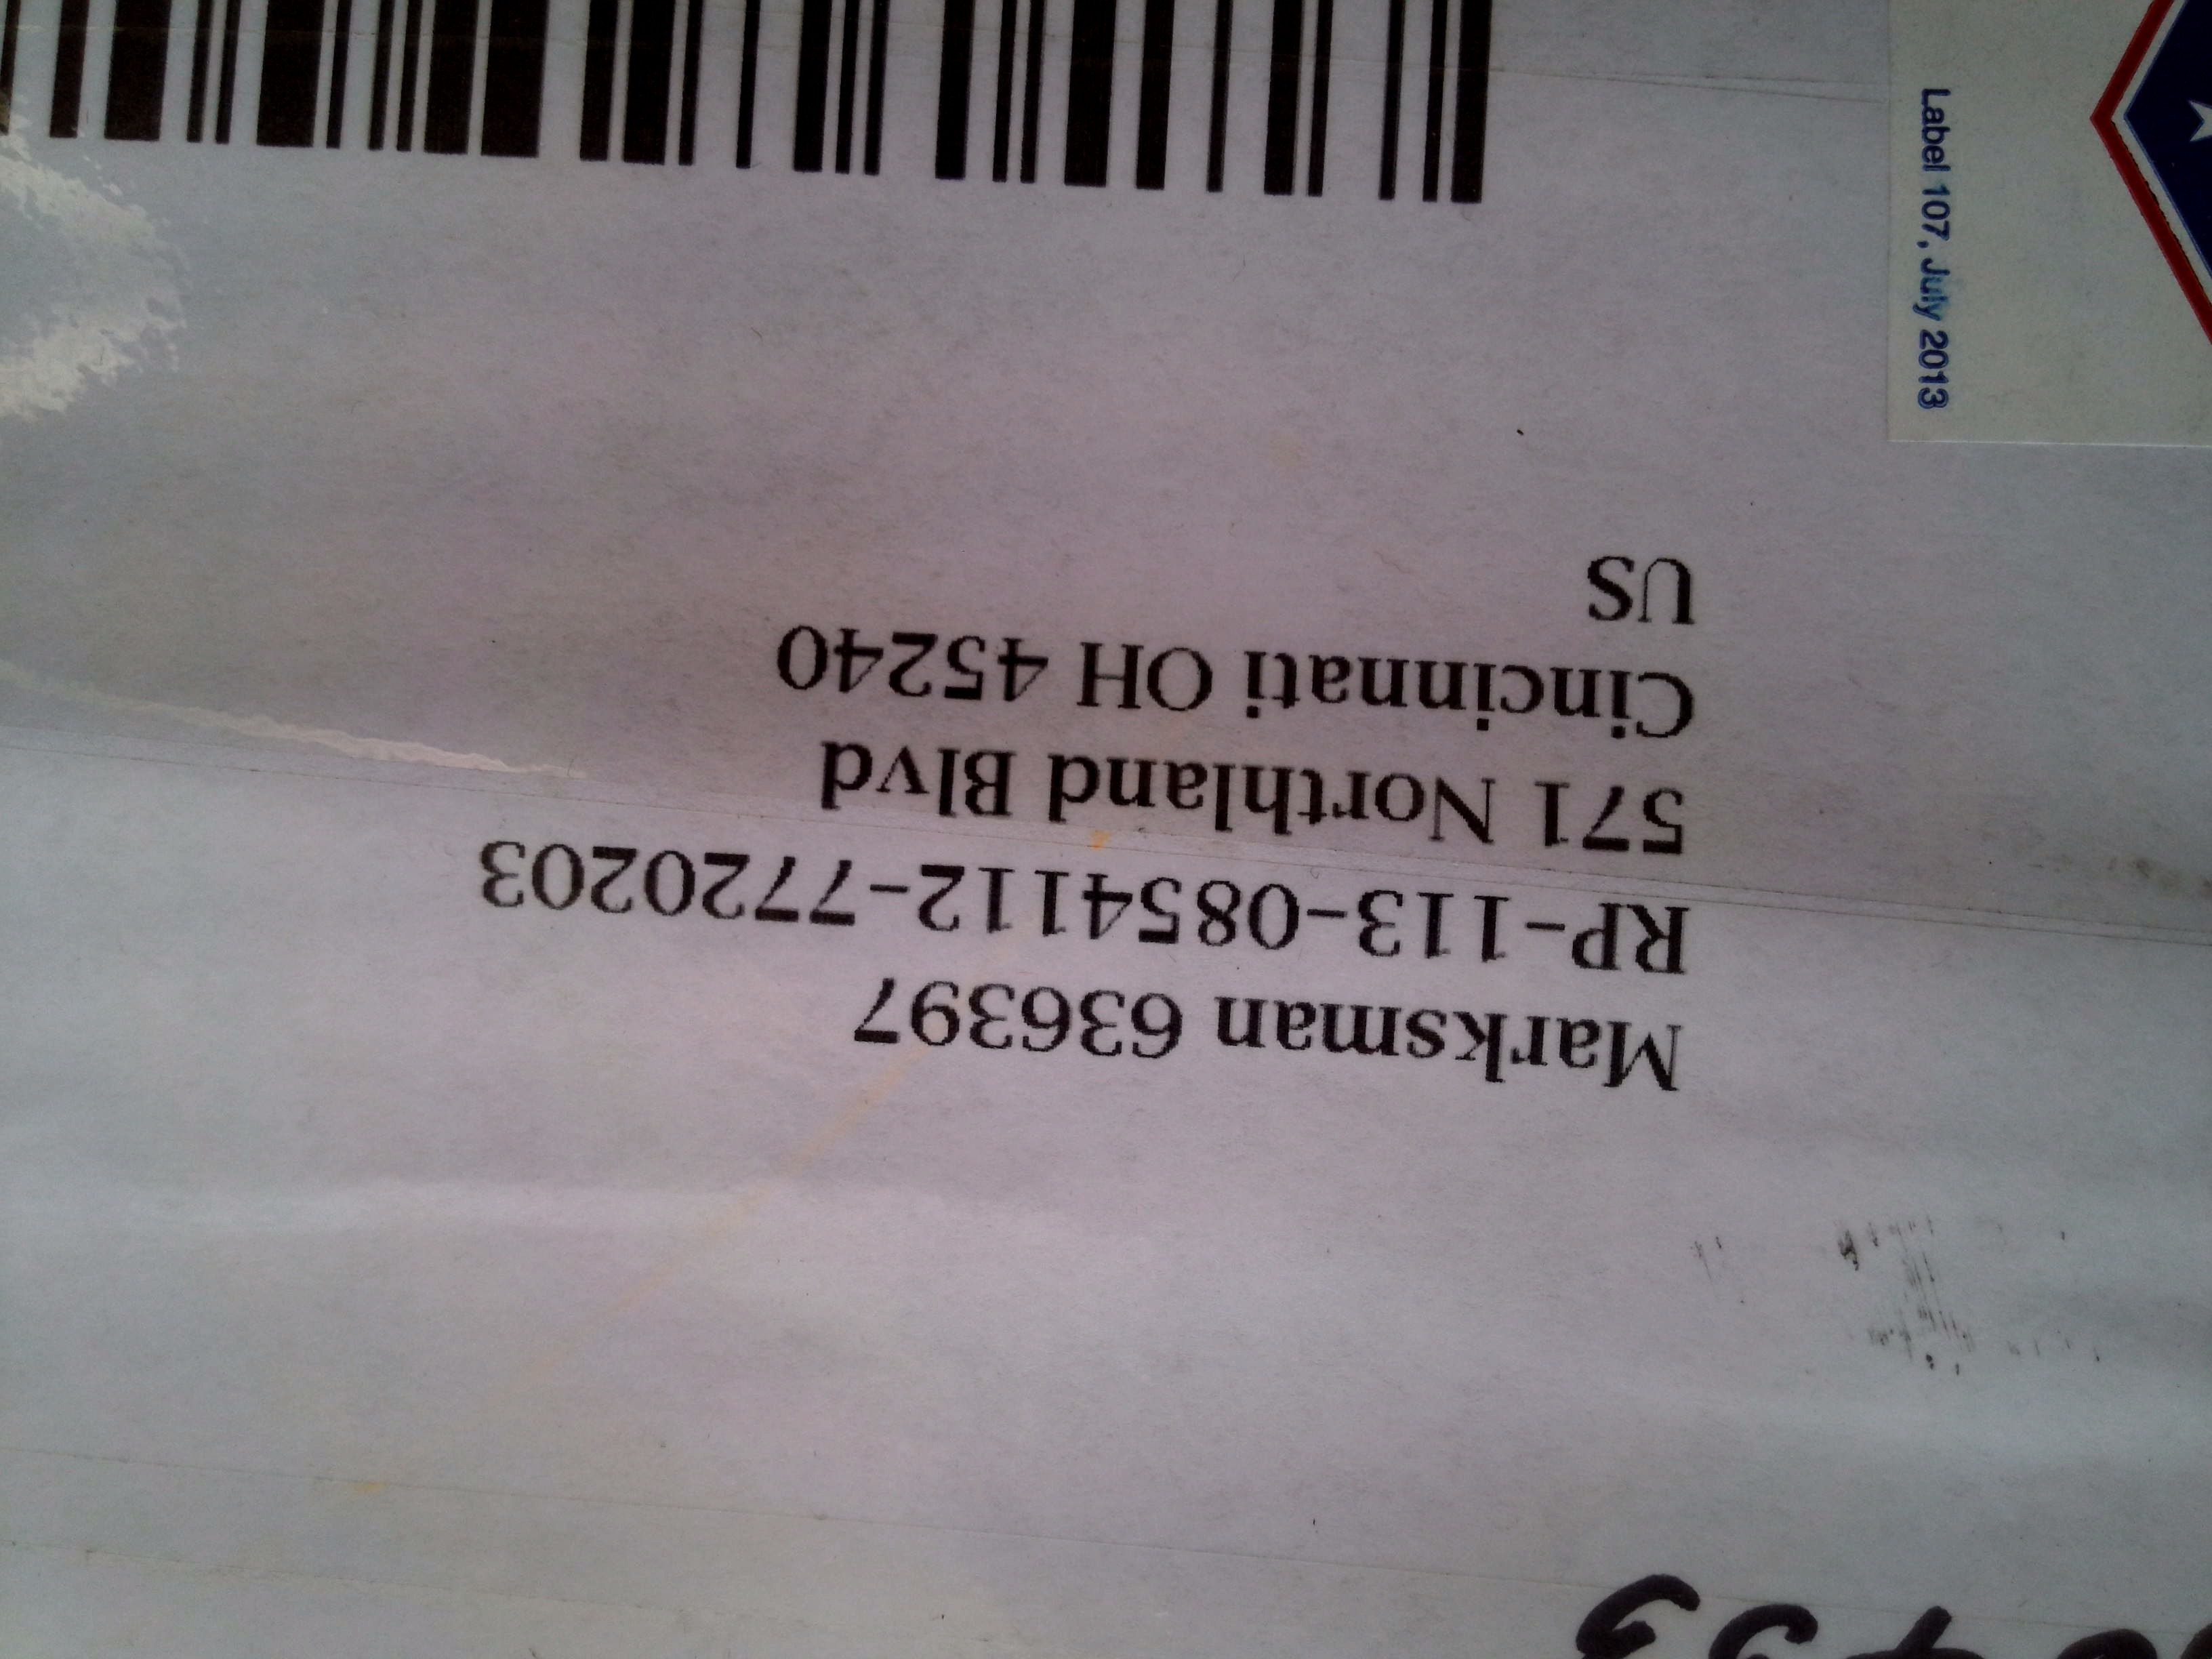 Marksman 636397
RP-113-0854112-7720203
571 Northland Blvd
Cincinnati OH 45240
US
Label 107, July 2013